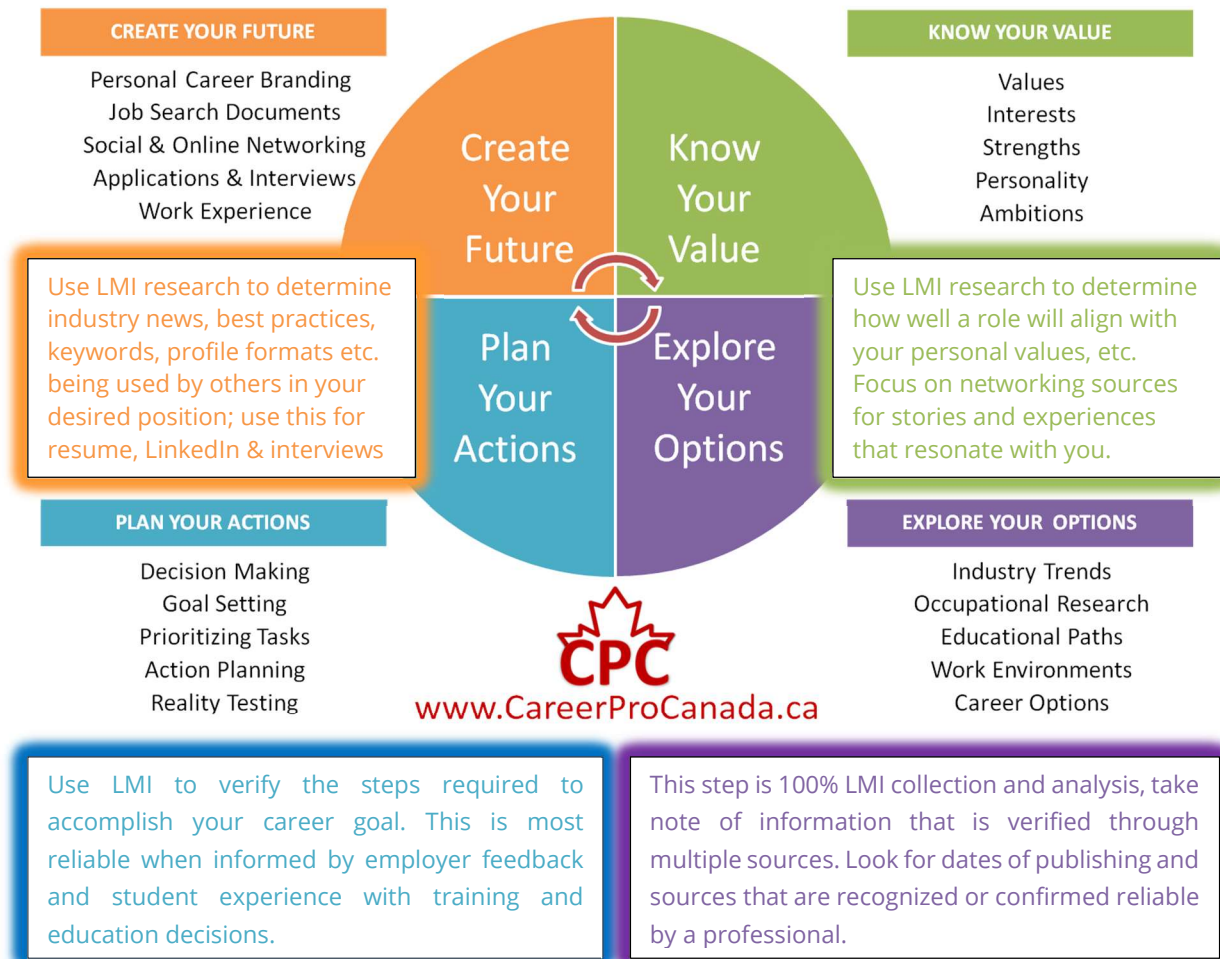 CREATE YOUR FUTURE
Personal Career Branding
Job Search Documents
Social & Online Networking
Applications & Interviews
Work Experience
Use LMI research to determine
industry news, best practices,
keywords, profile formats etc.
being used by others in your
desired position; use this for
resume, LinkedIn & interviews
Create
Your
Future
Know
Your
Value
Plan
Your
Actions
Explore
Your
Options
KNOW YOUR VALUE
Values
Interests
Strengths
Personality
Ambitions
Use LMI research to determine
how well a role will align with
your personal values, etc.
Focus on networking sources
for stories and experiences
that resonate with you.
PLAN YOUR ACTIONS
Decision Making
Goal Setting
Prioritizing Tasks
Action Planning
Reality Testing
CPC
www.CareerProCanada.ca
EXPLORE YOUR OPTIONS
Industry Trends
Occupational Research
Educational Paths
Work Environments
Career Options
Use LMI to verify the steps required to
accomplish your career goal. This is most
reliable when informed by employer feedback
and student experience with training and
education decisions.
This step is 100% LMI collection and analysis, take
note of information that is verified through
multiple sources. Look for dates of publishing and
sources that are recognized or confirmed reliable
by a professional.